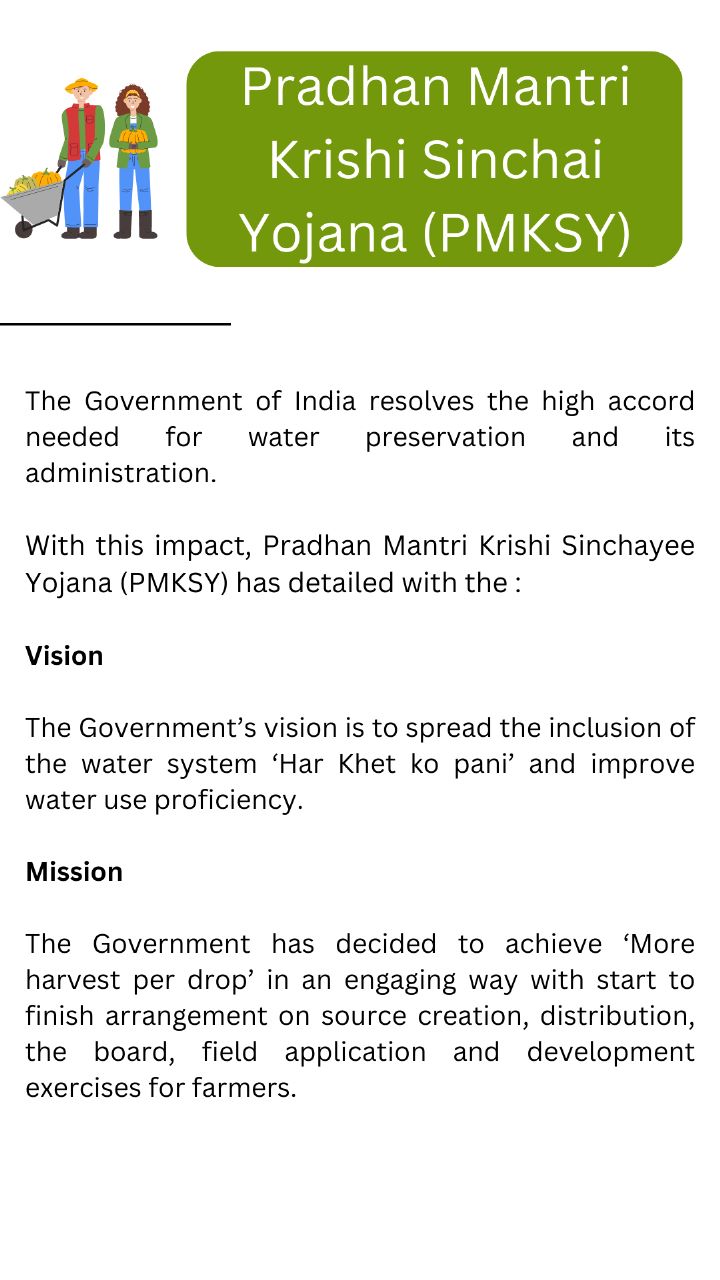 Pradhan Mantri
Krishi Sinchai
Yojana (PMKSY)
The Government of India resolves the high accord
needed for water preservation and its
administration.
With this impact, Pradhan Mantri Krishi Sinchayee
Yojana (PMKSY) has detailed with the :
Vision
The Government’s vision is to spread the inclusion of
the water system ‘Har Khet ko pani’ and improve
water use proficiency.
Mission
The Government has decided to achieve ‘More
harvest per drop’ in an engaging way with start to
finish arrangement on source creation, distribution,
the board, field application and development
exercises for farmers.